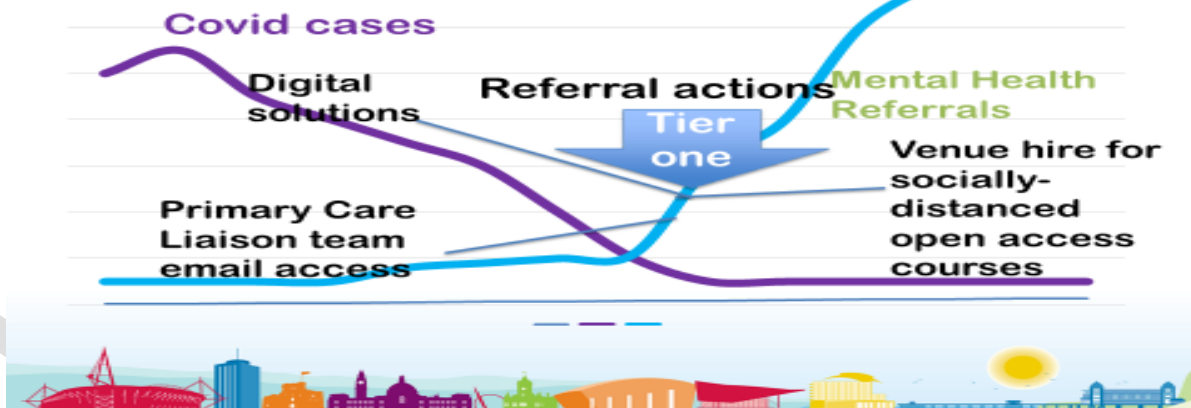 Covid cases
Digital
solutions
Referral actions
Mental Health
Referrals
Tier
one
Venue hire for
socially-
distanced
open access
courses
Primary Care
Liaison team
email access